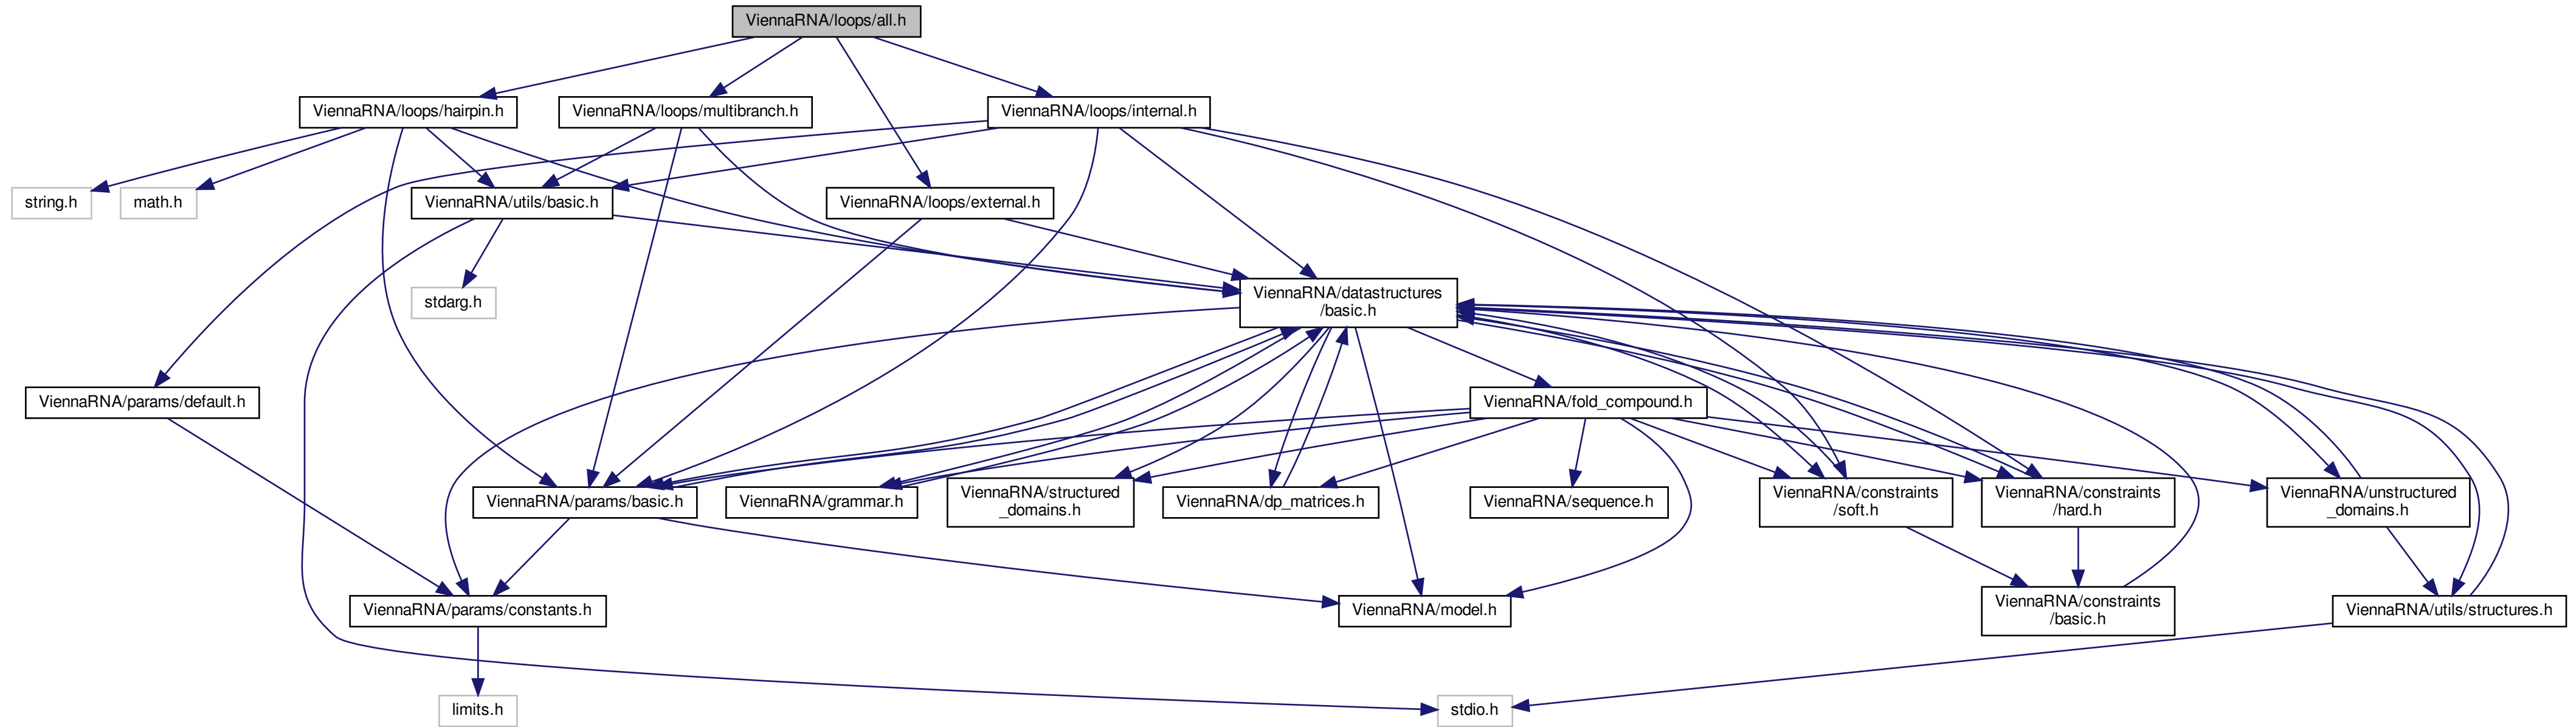 ViennaRNA/loops/all.h
ViennaRNA/loops/hairpin.h
ViennaRNA/loops/multibranch.h
ViennaRNA/loops/internal.h
string.h
math.h
ViennaRNA/utils/basic.h
ViennaRNA/loops/external.h
stdarg.h
ViennaRNA/datastructures
/basic.h
ViennaRNA/params/default.h
ViennaRNA/fold_compound.h
ViennaRNA/params/basic.h
ViennaRNA/grammar.h
ViennaRNA/structured
_domains.h
ViennaRNA/dp_matrices.h
ViennaRNA/sequence.h
ViennaRNA/constraints
/soft.h
ViennaRNA/constraints
/hard.h
ViennaRNA/unstructured
_domains.h
ViennaRNA/params/constants.h
ViennaRNA/model.h
ViennaRNA/constraints
/basic.h
ViennaRNA/utils/structures.h
limits.h
stdio.h